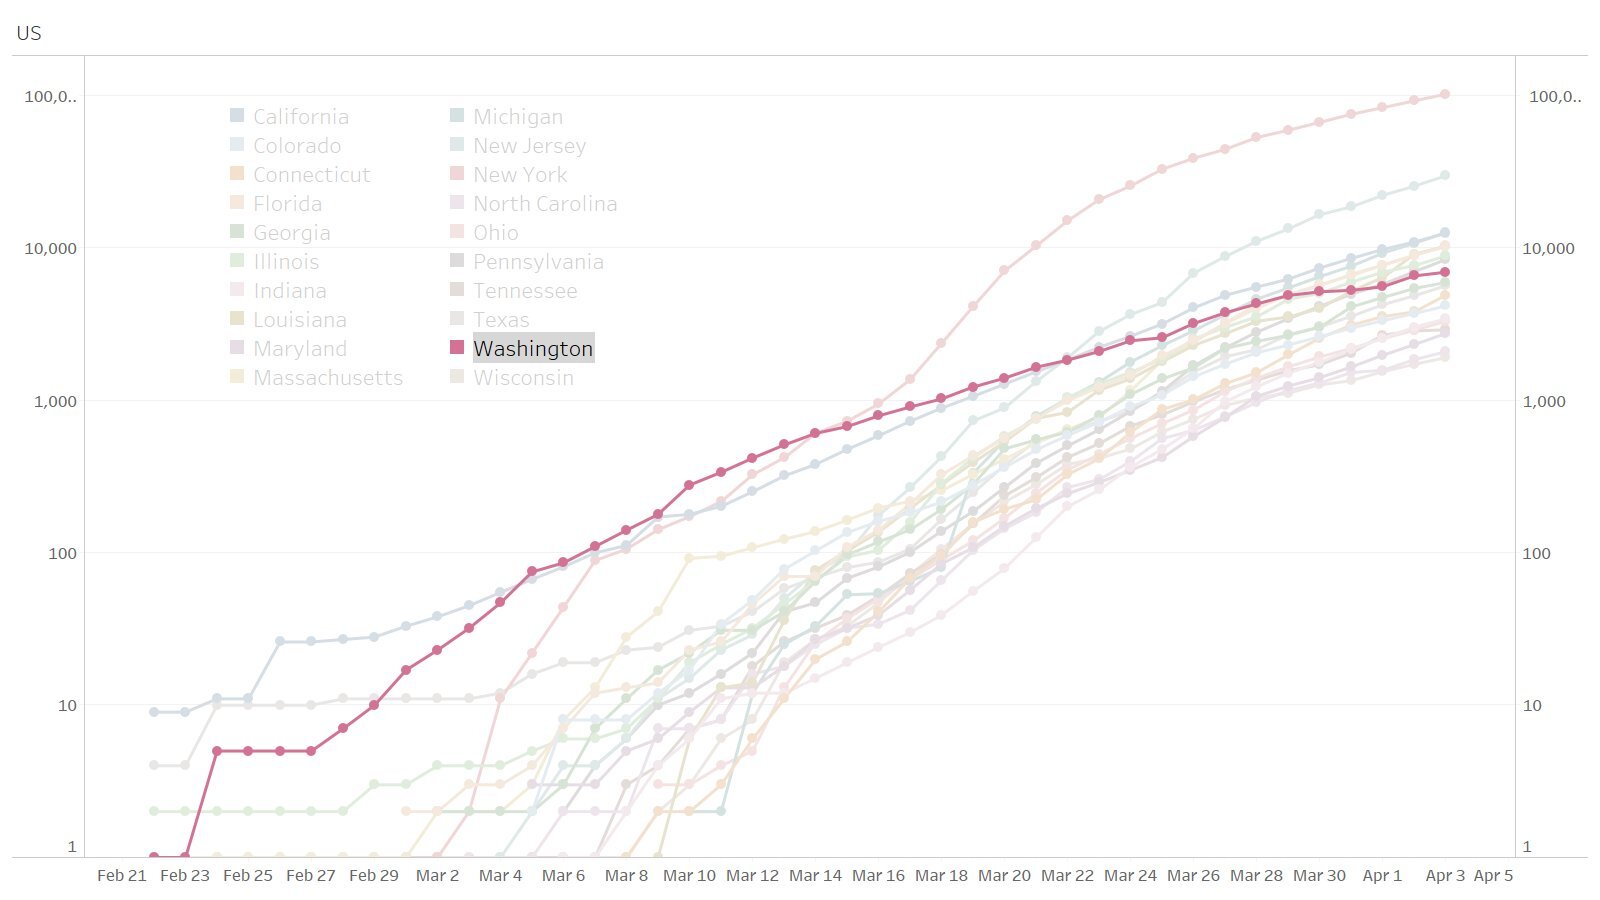 US
100,0..
100,0..
California
Michigan
Colorado
New Jersey
Connecticut
New York
Florida
North Carolina
Georgia
Ohio
10,000
10,000
Illinois
Pennsylvania
Indiana
Tennessee
Louisiana
Texas
Maryland
Washington
Massachusetts
Wisconsin
1,000
1,000
100
100
10
10
1
1
Feb 21 Feb 23 Feb 25 Feb 27 Feb 29 Mar 2 Mar 4 Mar 6 Mar 8 Mar 10 Mar 12 Mar 14 Mar 16 Mar 18 Mar 20 Mar 22 Mar 24 Mar 26 Mar 28 Mar 30 Apr 1 Apr 3 Apr 5